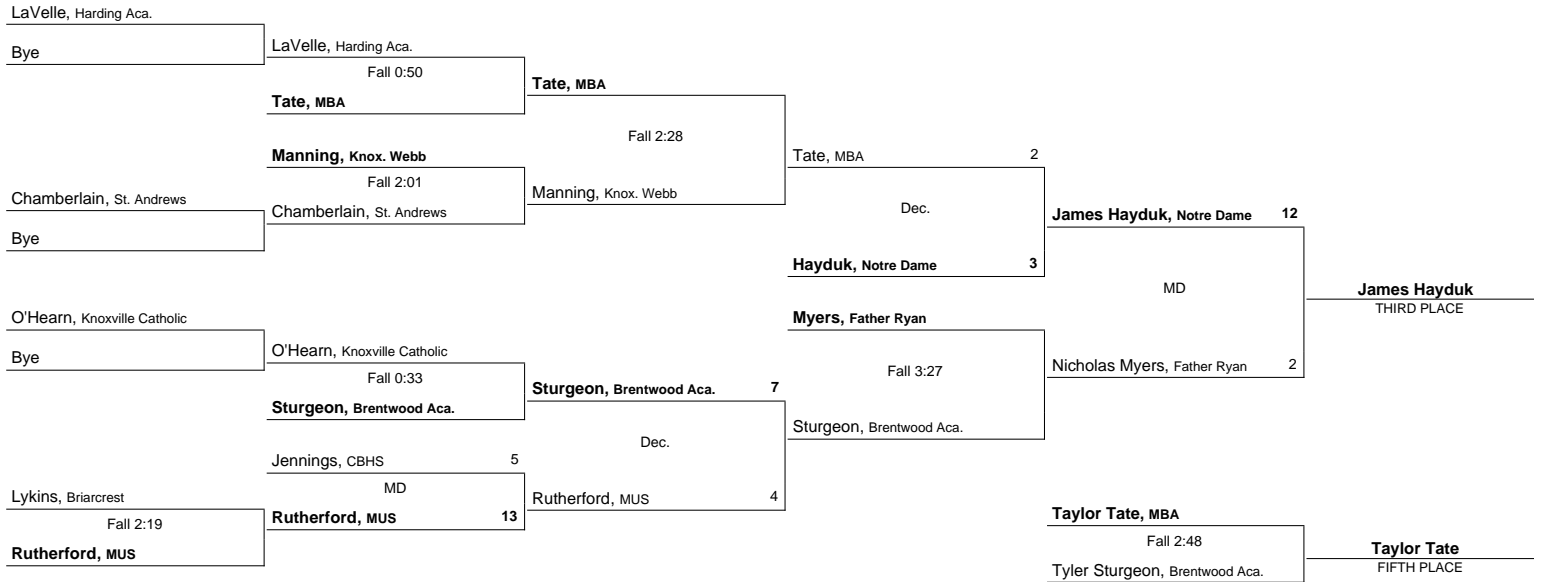 LaVelle, Harding Aca.
Bye
LaVelle, Harding Aca.
Fall 0:50
Tate, MBA
Tate, MBA
Manning, Knox. Webb
Fall 2:01
Chamberlain, St. Andrews
Chamberlain, St. Andrews
Bye
Fall 2:28
Manning, Knox. Webb
Tate, MBA 2
Dec.
Hayduk, Notre Dame 3
James Hayduk, Notre Dame 12
MD
James Hayduk
THIRD PLACE
O'Hearn, Knoxville Catholic
Bye
O'Hearn, Knoxville Catholic
Fall 0:33
Sturgeon, Brentwood Aca.
Sturgeon, Brentwood Aca. 7
Dec.
Myers, Father Ryan
Fall 3:27
Sturgeon, Brentwood Aca.
Nicholas Myers, Father Ryan 2
Jennings, CBHS 5
MD
Rutherford, MUS 13
Rutherford, MUS 4
Lykins, Briarcrest
Fall 2:19
Rutherford, MUS
Taylor Tate, MBA
Fall 2:48
Tyler Sturgeon, Brentwood Aca.
Taylor Tate
FIFTH PLACE